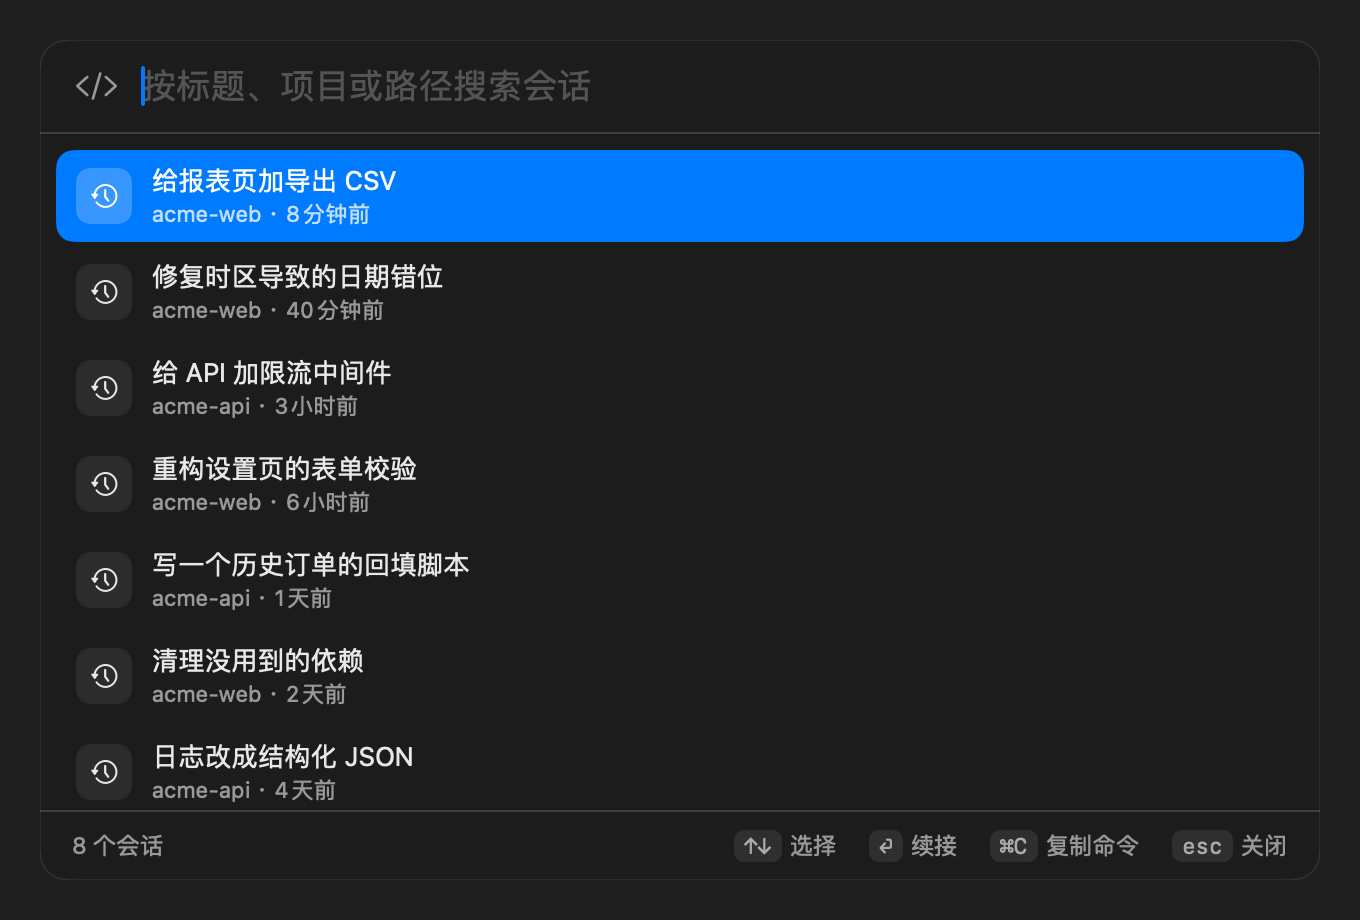 </> 按标题、项目或路径搜索会话
给报表页加导出 CSV
acme-web · 8分钟前
修复时区导致的日期错位
acme-web · 40分钟前
给 API 加限流中间件
acme-api · 3小时前
重构设置页的表单校验
acme-web · 6小时前
写一个历史订单的回填脚本
acme-api · 1天前
清理没用到的依赖
acme-web · 2天前
日志改成结构化 JSON
acme-api · 4天前
8 个会话 ↑↓ 选择 ↵ 续接 ⌘C 复制命令 esc 关闭